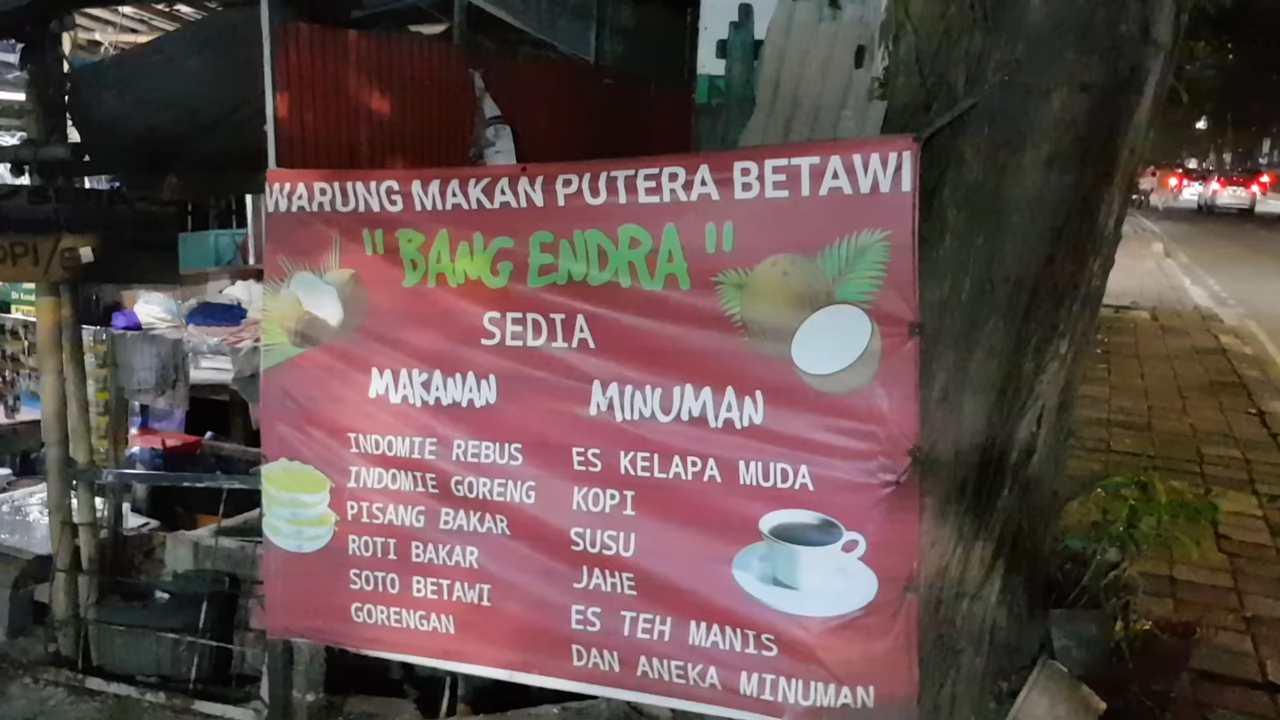 WARUNG MAKAN PUTERA BETAWI
"BANG ENDRA"
SEDIA
MAKANAN
INDOMIE REBUS
INDOMIE GORENG
PISANG BAKAR
ROTI BAKAR
SOTO BETAWI
GORENGAN
MINUMAN
ES KELAPA MUDA
KOPI
SUSU
JAHE
ES TEH MANIS
DAN ANEKA MINUMAN